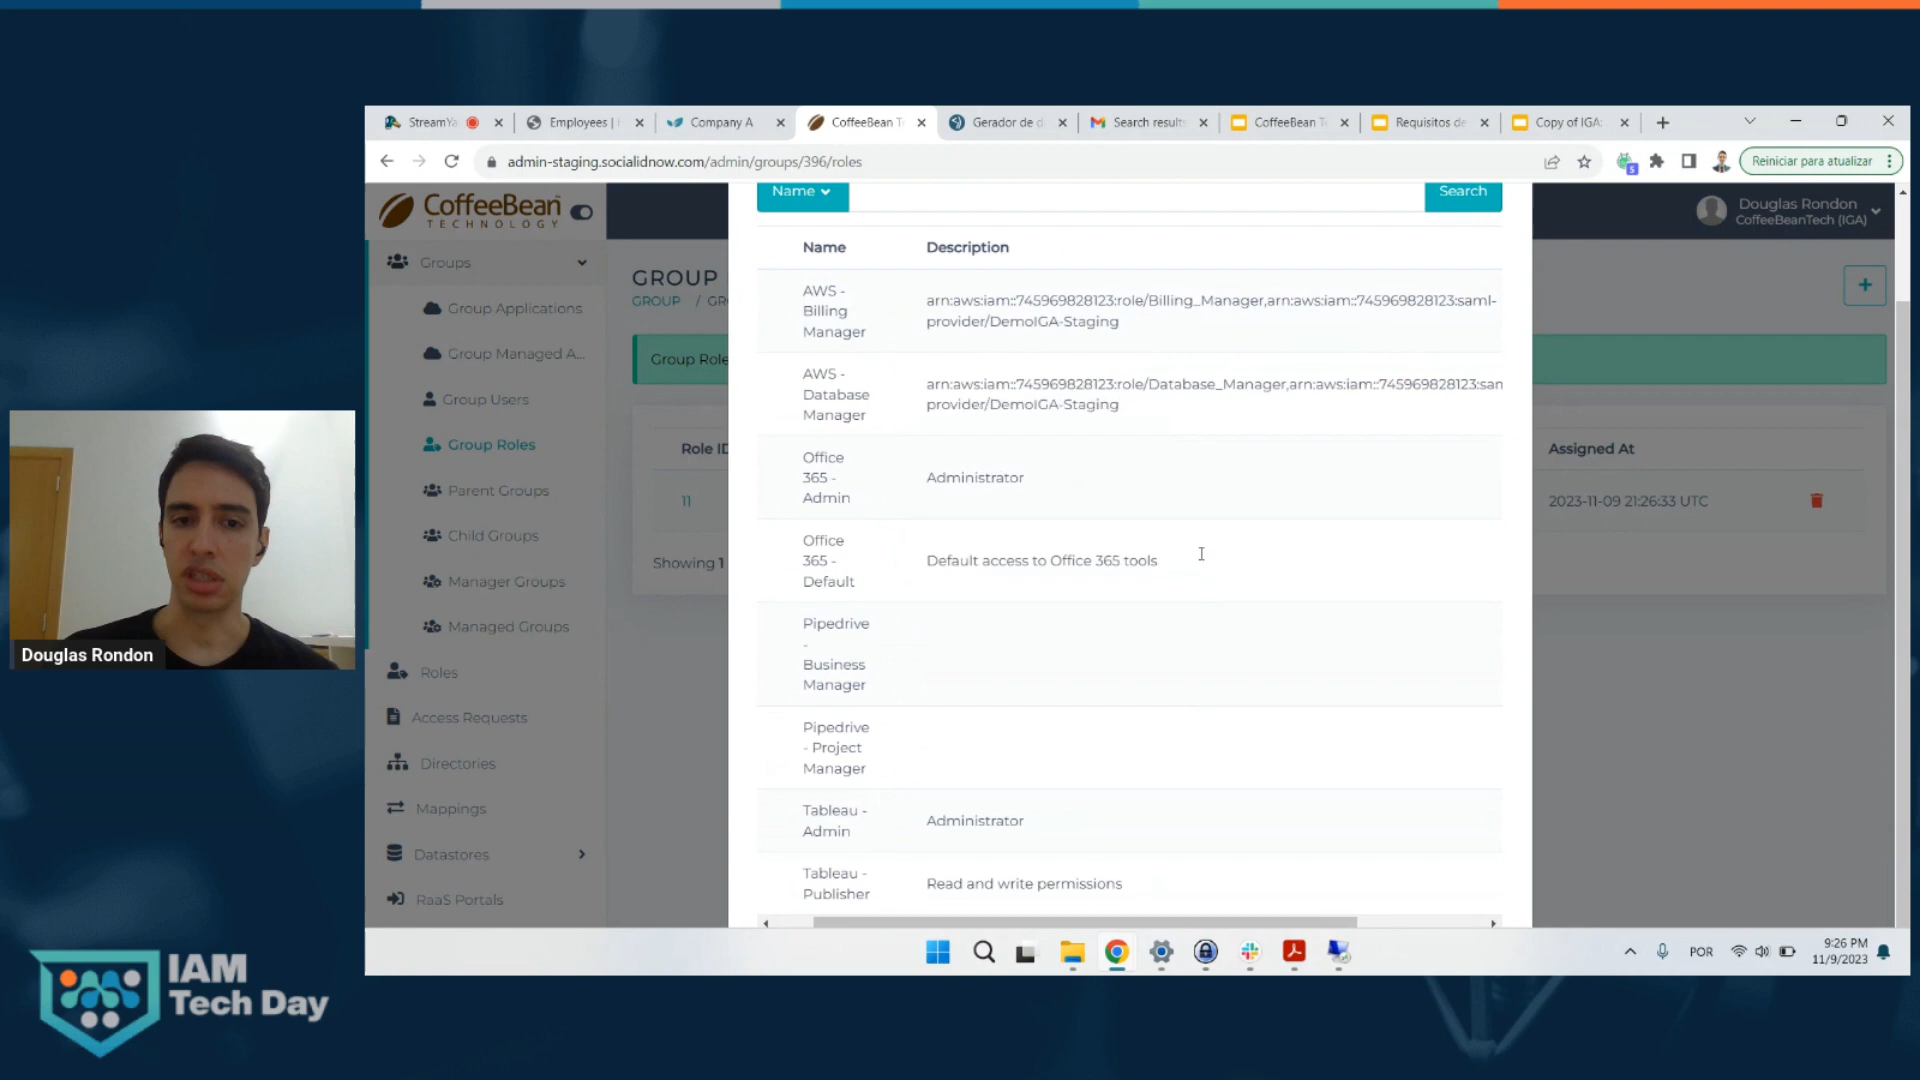 StreamYa
Employees |
Company A
CoffeeBean T
Gerador de d
Search result
CoffeeBean T
Requisitos de
Copy of IGA:
admin-staging.socialidnow.com/admin/groups/396/roles
Reiniciar para atualizar
CoffeeBean
TECHNOLOGY
Name
Search
Douglas Rondon
CoffeeBeanTech (IGA)
Groups
Group Applications
Group Managed A...
Group Users
Group Roles
Parent Groups
Child Groups
Manager Groups
Managed Groups
Roles
Access Requests
Directories
Mappings
Datastores
RaaS Portals
GROUP
GROUP / GR
Group Role
Role ID
11
Showing 1
Name Description
AWS -
Billing
Manager
arn:aws:iam::745969828123:role/Billing_Manager,arn:aws:iam::745969828123:saml-
provider/DemoIGA-Staging
AWS -
Database
Manager
arn:aws:iam::745969828123:role/Database_Manager,arn:aws:iam::745969828123:sam
provider/DemoIGA-Staging
Office
365 -
Admin
Administrator
Office
365 -
Default
Default access to Office 365 tools
Pipedrive
-
Business
Manager
Pipedrive
- Project
Manager
Tableau -
Admin
Administrator
Tableau -
Publisher
Read and write permissions
Assigned At
2023-11-09 21:26:33 UTC
Douglas Rondon
POR
9:26 PM
11/9/2023
IAM
Tech Day